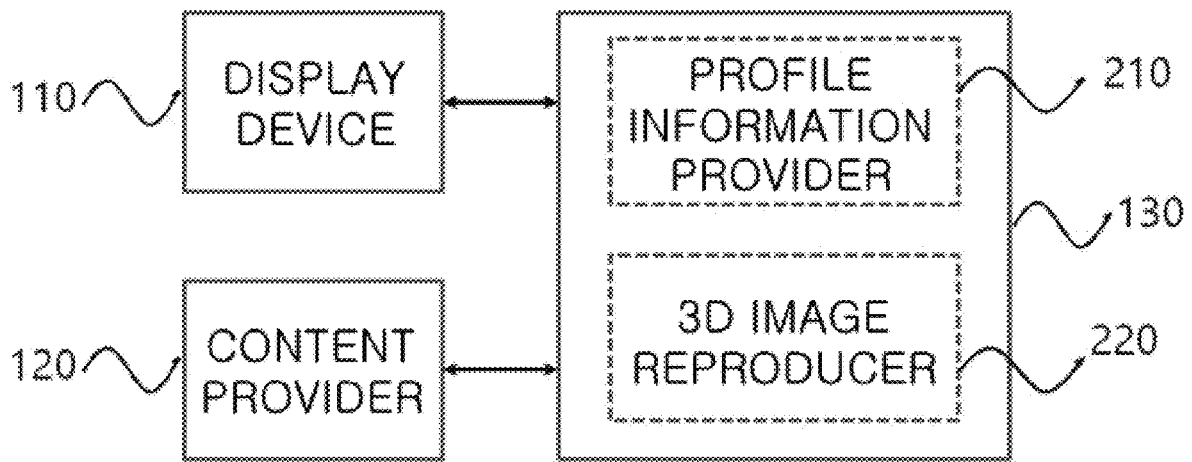 110
DISPLAY
DEVICE
120
CONTENT
PROVIDER
PROFILE
INFORMATION
PROVIDER
210
130
3D IMAGE
REPRODUCER
220